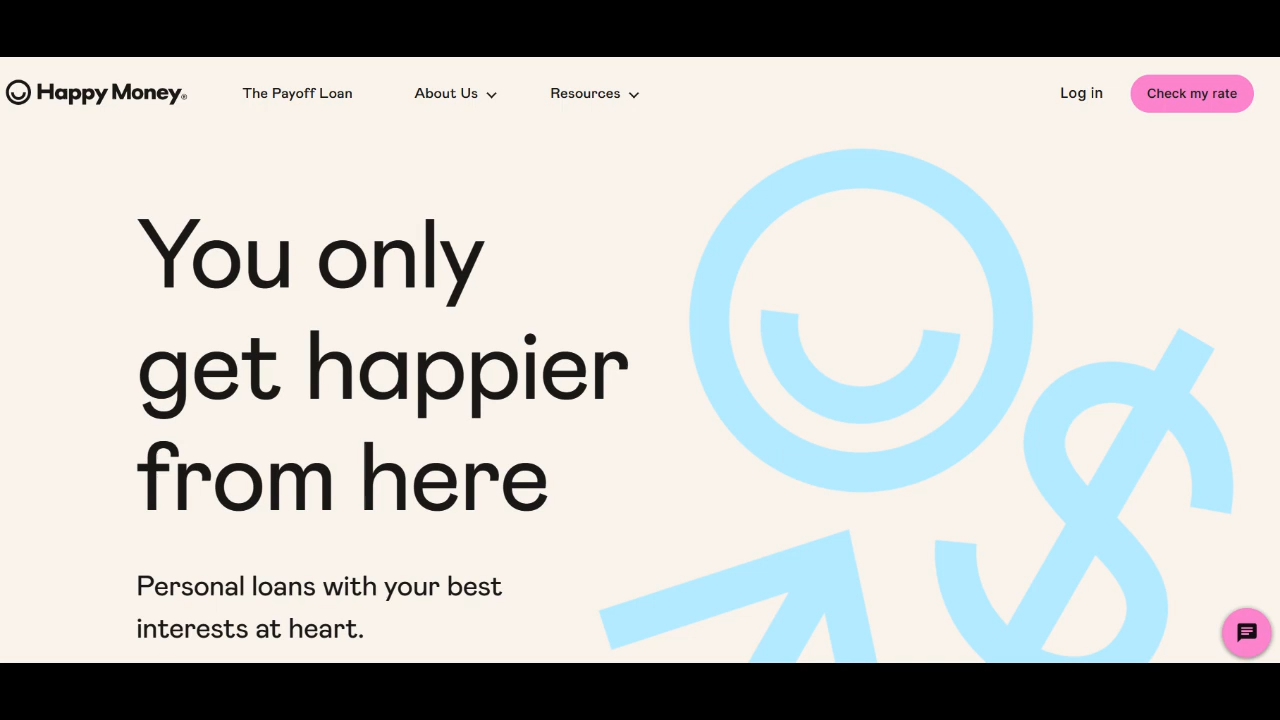 Happy Money®
The Payoff Loan
About Us
Resources
Log in
Check my rate
You only
get happier
from here
Personal loans with your best
interests at heart.